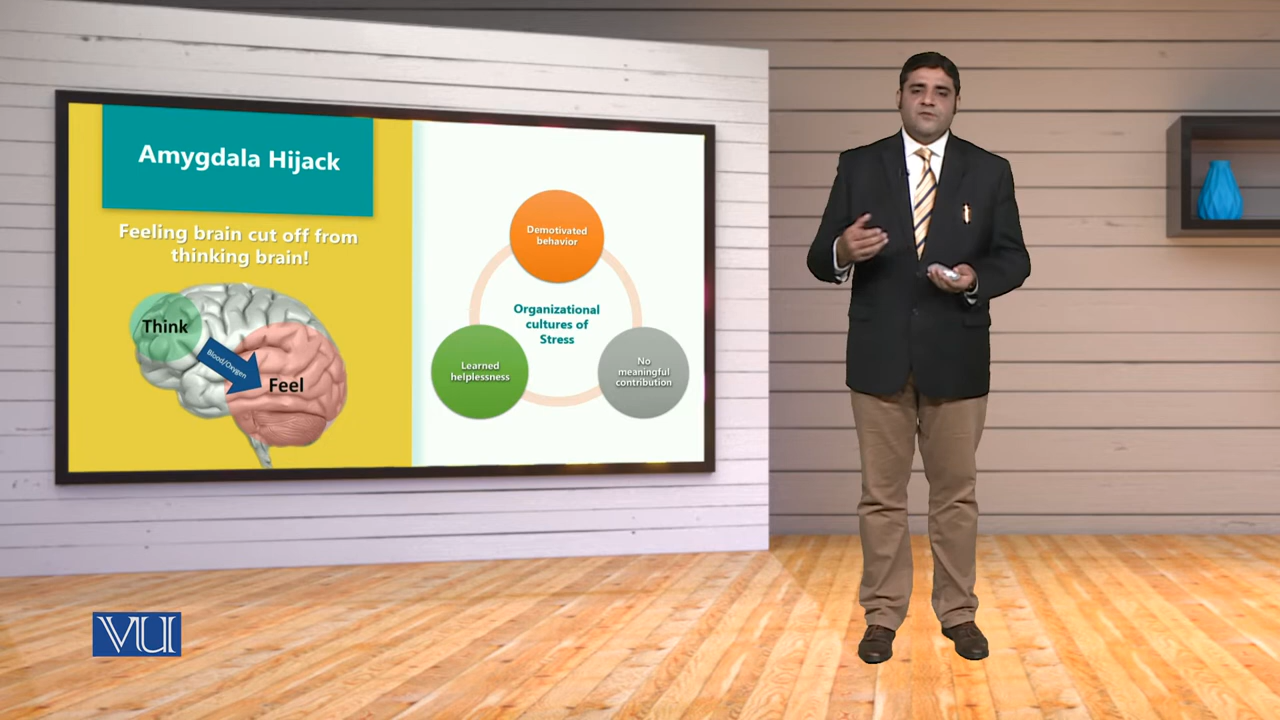 Amygdala Hijack
Feeling brain cut off from
thinking brain!
Think
Blood/Oxygen
Feel
Demotivated
behavior
Organizational
cultures of
Stress
Learned
helplessness
No
meaningful
contribution
VU